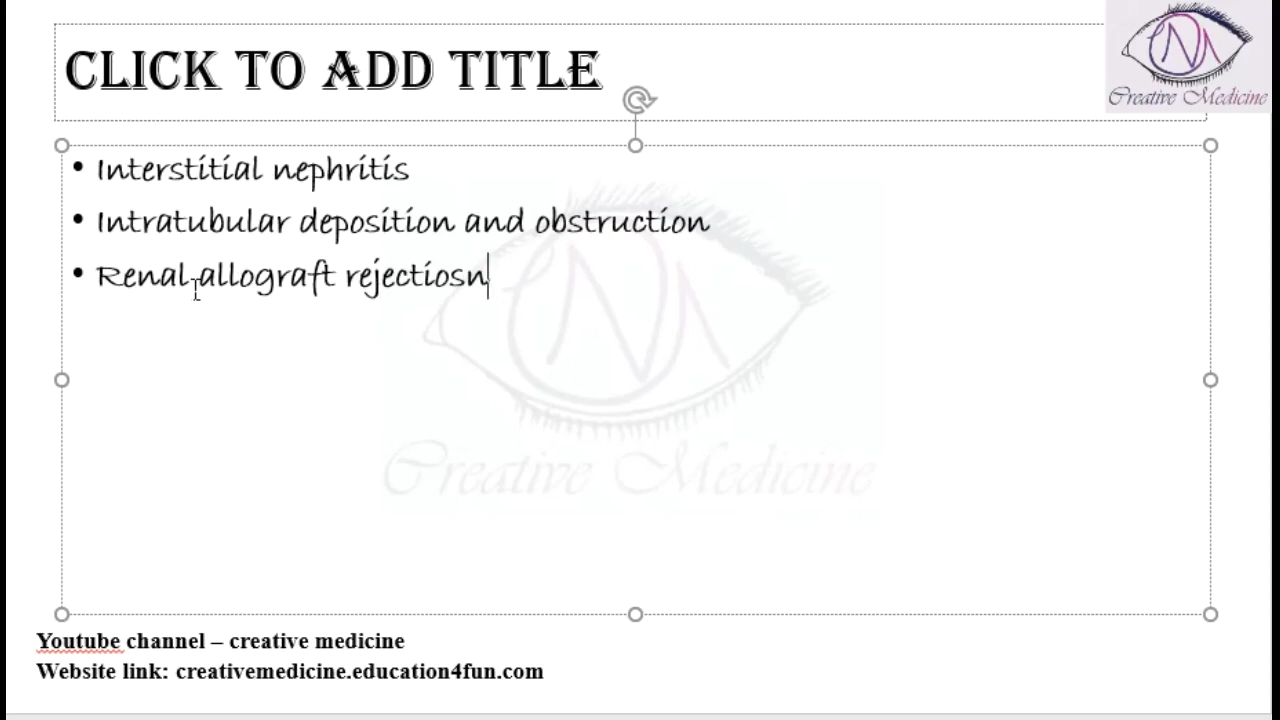 CLICK TO ADD TITLE
Creative Medicine
• Interstitial nephritis
• Intratubular deposition and obstruction
• Renal allograft rejectiosn
Creative Medicine
Youtube channel – creative medicine
Website link: creativemedicine.education4fun.com